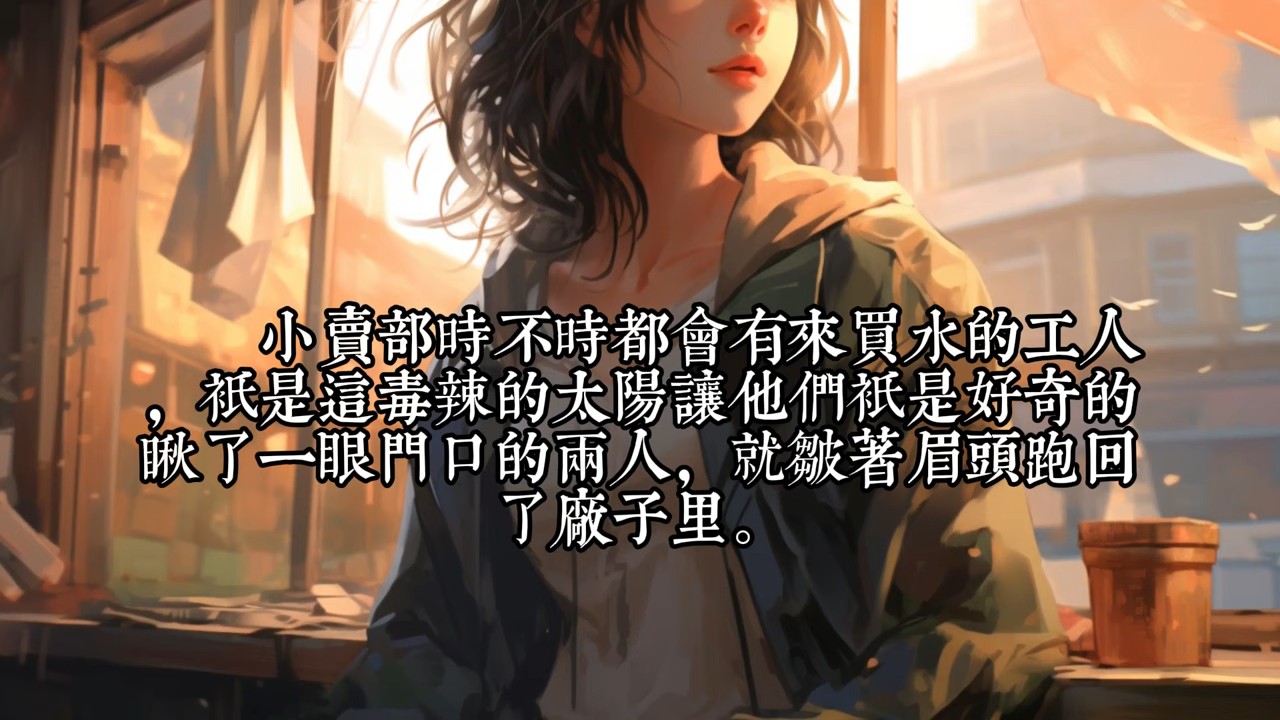 小賣部時不時都會有來買水的工人
，祇是這毒辣的太陽讓他們祇是好奇的
瞅了一眼門口的兩人，就皺著眉頭跑回
了廠子里。